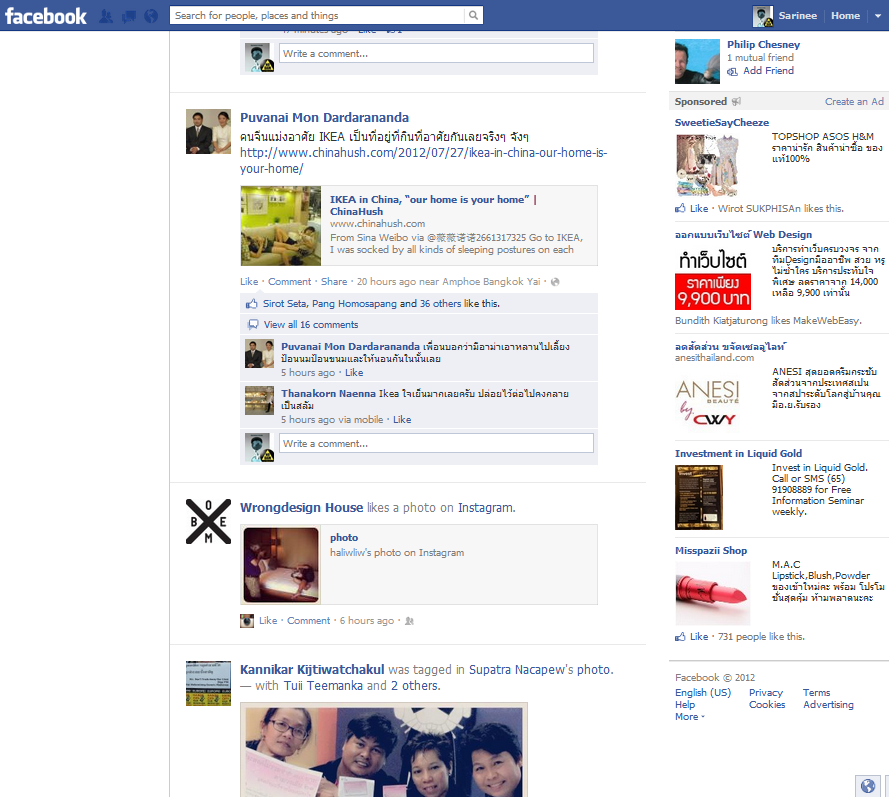 facebook
Search for people, places and things
Sarinee
Home
17 minutes ago · Like
Write a comment...
Puvanai Mon Dardarananda
คนจีนแม่งอาศัย IKEA เป็นที่อยู่ที่กินที่อาศัยกันเลยจริงๆ จังๆ
http://www.chinahush.com/2012/07/27/ikea-in-china-our-home-is-
your-home/
IKEA in China, “our home is your home” |
ChinaHush
www.chinahush.com
From Sina Weibo via @薇薇诺诺2661317325 Go to IKEA,
I was socked by all kinds of sleeping postures on each
Like · Comment · Share · 20 hours ago near Amphoe Bangkok Yai ·
Sirot Seta, Pang Homosapang and 36 others like this.
View all 16 comments
Puvanai Mon Dardarananda เพื่อนบอกว่ามีอาม่าเอาหลานไปเลี้ยง
ป้อนนมป้อนขนมและให้นอนกันในนั้นเลย
5 hours ago · Like
Thanakorn Naenna Ikea ใจเย็นมากเลยครับ ปล่อยไว้ต่อไปคงกลาย
เป็นสลัม
5 hours ago via mobile · Like
Write a comment...
BOEM
Wrongdesign House likes a photo on Instagram.
photo
haliwliw's photo on Instagram
Like · Comment · 6 hours ago ·
Kannikar Kijtiwatchakul was tagged in Supatra Nacapew's photo.
— with Tuii Teemanka and 2 others.
Philip Chesney
1 mutual friend
Add Friend
Sponsored
Create an Ad
SweetieSayCheeze
TOPSHOP ASOS H&M
ราคาน่ารัก สินค้าน่าซื้อ ของ
แท้100%
Like · Wirot SUKPHISAn likes this.
ออกแบบเว็บไซต์ Web Design
ทำเว็บไซต์
ราคาเพียง
9,900 บาท
บริการทำเว็บครบวงจร จาก
ทีมDesignมืออาชีพ สวย หรู
ไม่ซ้ำใคร บริการประทับใจ
พิเศษ ลดราคาจาก 14,000
เหลือ 9,900 เท่านั้น
Bundith Kiatjaturong likes MakeWebEasy.
ลดสัดส่วน ขจัดเซลลูไลท์
anesithailand.com
ANESI
BEAUTÉ
by CWY
ANESI สุดยอดครีมกระชับ
สัดส่วนจากประเทศสเปน
จากสปาระดับโลกสู่บ้านคุณ
มีอ.ย.รับรอง
Investment in Liquid Gold
Invest in Liquid Gold.
Call or SMS (65)
91908889 for Free
Information Seminar
weekly.
Misspazii Shop
M.A.C
Lipstick,Blush,Powder
ของเข้าใหม่ค่ะ พร้อม โปรโม
ชั่นสุดคุ้ม ห้ามพลาดนะคะ
Like · 731 people like this.
Facebook © 2012
English (US)
Privacy
Terms
Help
Cookies
Advertising
More